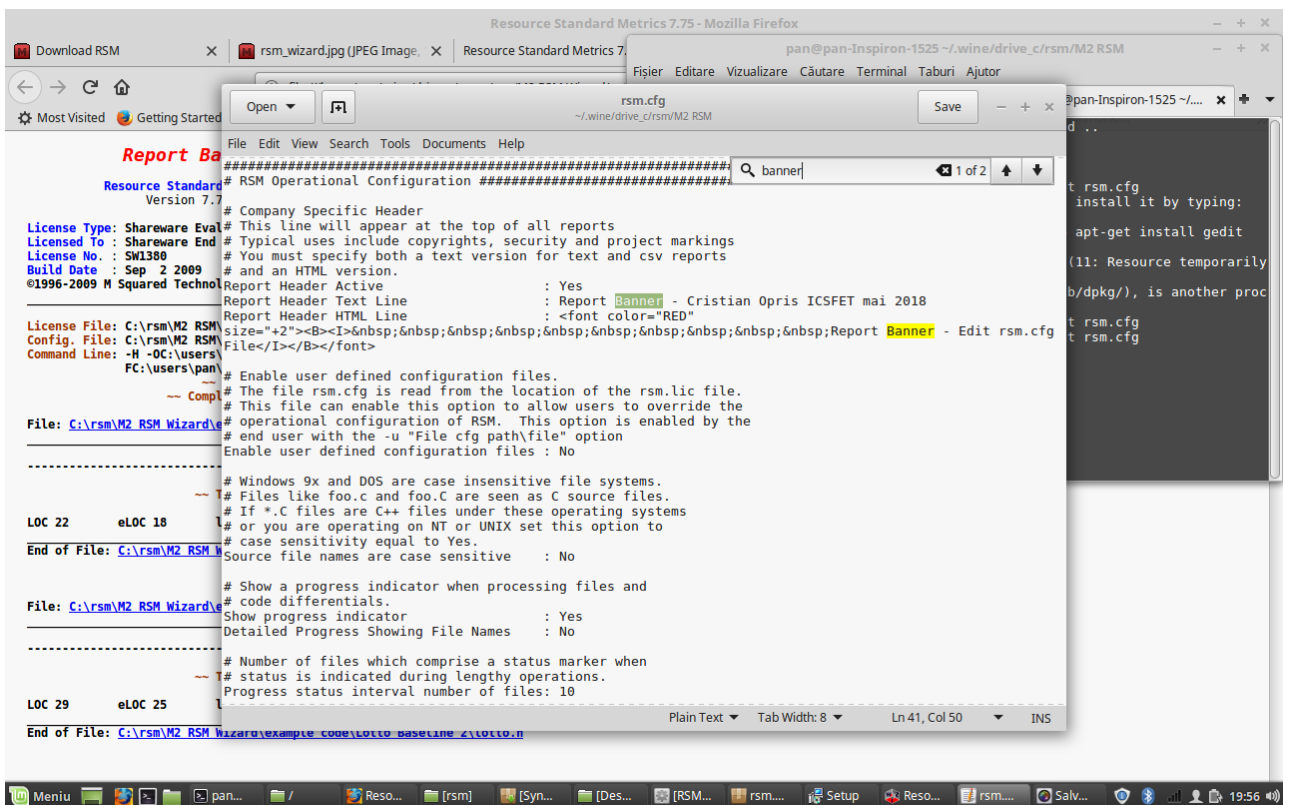 Resource Standard Metrics 7.75 - Mozilla Firefox
Download RSM
rsm_wizard.jpg (JPEG Image,
Resource Standard Metrics 7.
pan@pan-Inspiron-1525 ~/.wine/drive_c/rsm/M2 RSM
Fișier Editare Vizualizare Căutare Terminal Taburi Ajutor
@pan-Inspiron-1525 ~/....
Most Visited Getting Started
Open
rsm.cfg
~/.wine/drive_c/rsm/M2 RSM
Save
File Edit View Search Tools Documents Help
banner
1 of 2
################################################################
# RSM Operational Configuration ################################
# Company Specific Header
# This line will appear at the top of all reports
# Typical uses include copyrights, security and project markings
# You must specify both a text version for text and csv reports
# and an HTML version.
Report Header Active : Yes
Report Header Text Line : Report Banner - Cristian Opris ICSFET mai 2018
Report Header HTML Line : <font color="RED"
size="+2"><B><I>&nbsp;&nbsp;&nbsp;&nbsp;&nbsp;&nbsp;&nbsp;&nbsp;&nbsp;&nbsp;Report Banner - Edit rsm.cfg
File</I></B></font>
# Enable user defined configuration files.
# The file rsm.cfg is read from the location of the rsm.lic file.
# This file can enable this option to allow users to override the
# operational configuration of RSM. This option is enabled by the
# end user with the -u "File cfg path\file" option
Enable user defined configuration files : No
# Windows 9x and DOS are case insensitive file systems.
# Files like foo.c and foo.C are seen as C source files.
# If *.C files are C++ files under these operating systems
# or you are operating on NT or UNIX set this option to
# case sensitivity equal to Yes.
Source file names are case sensitive : No
# Show a progress indicator when processing files and
# code differentials.
Show progress indicator : Yes
Detailed Progress Showing File Names : No
# Number of files which comprise a status marker when
# status is indicated during lengthy operations.
Progress status interval number of files: 10
Plain Text Tab Width: 8 Ln 41, Col 50 INS
Report Ba
Resource Standard
Version 7.7
License Type: Shareware Eval
Licensed To : Shareware End
License No. : SW1380
Build Date : Sep 2 2009
©1996-2009 M Squared Technol
License File: C:\rsm\M2 RSM\
Config. File: C:\rsm\M2 RSM\
Command Line: -H -OC:\users\
FC:\users\pan\
~~
~~ Compl
File: C:\rsm\M2 RSM Wizard\e
~~ T
LOC 22 eLOC 18 l
End of File: C:\rsm\M2 RSM W
File: C:\rsm\M2 RSM Wizard\e
~~ T
LOC 29 eLOC 25 l
End of File: C:\rsm\M2 RSM Wizard\example code\Lotto Baseline 2\lotto.h
d ..
t rsm.cfg
install it by typing:
apt-get install gedit
(11: Resource temporarily
b/dpkg/), is another proc
t rsm.cfg
t rsm.cfg
Meniu pan... / Reso... [rsm] [Syn... [Des... [RSM... rsm.... Setup Reso... rsm.... Salv... 19:56